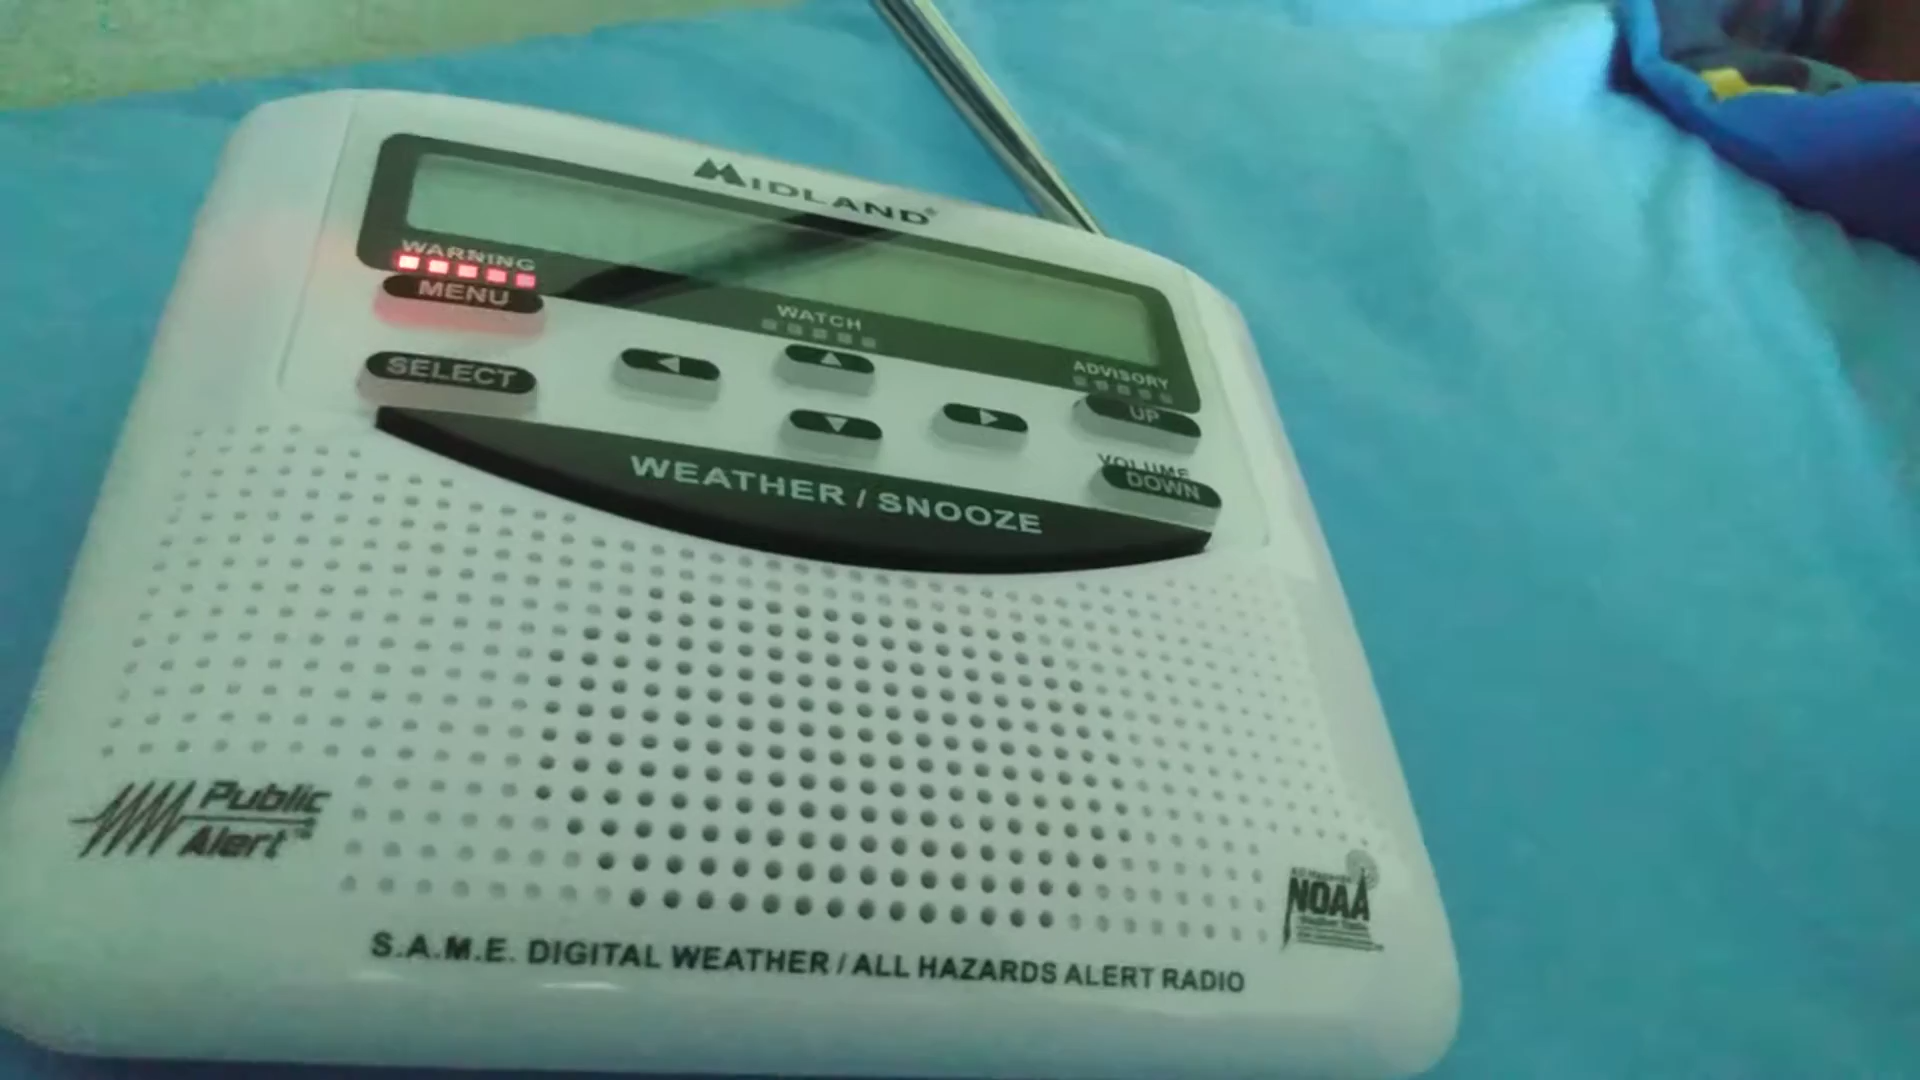 MIDLAND
WARNING
MENU
WATCH
ADVISORY
SELECT
UP
VOLUME
DOWN
WEATHER / SNOOZE
Public
Alert
NOAA
S.A.M.E. DIGITAL WEATHER / ALL HAZARDS ALERT RADIO